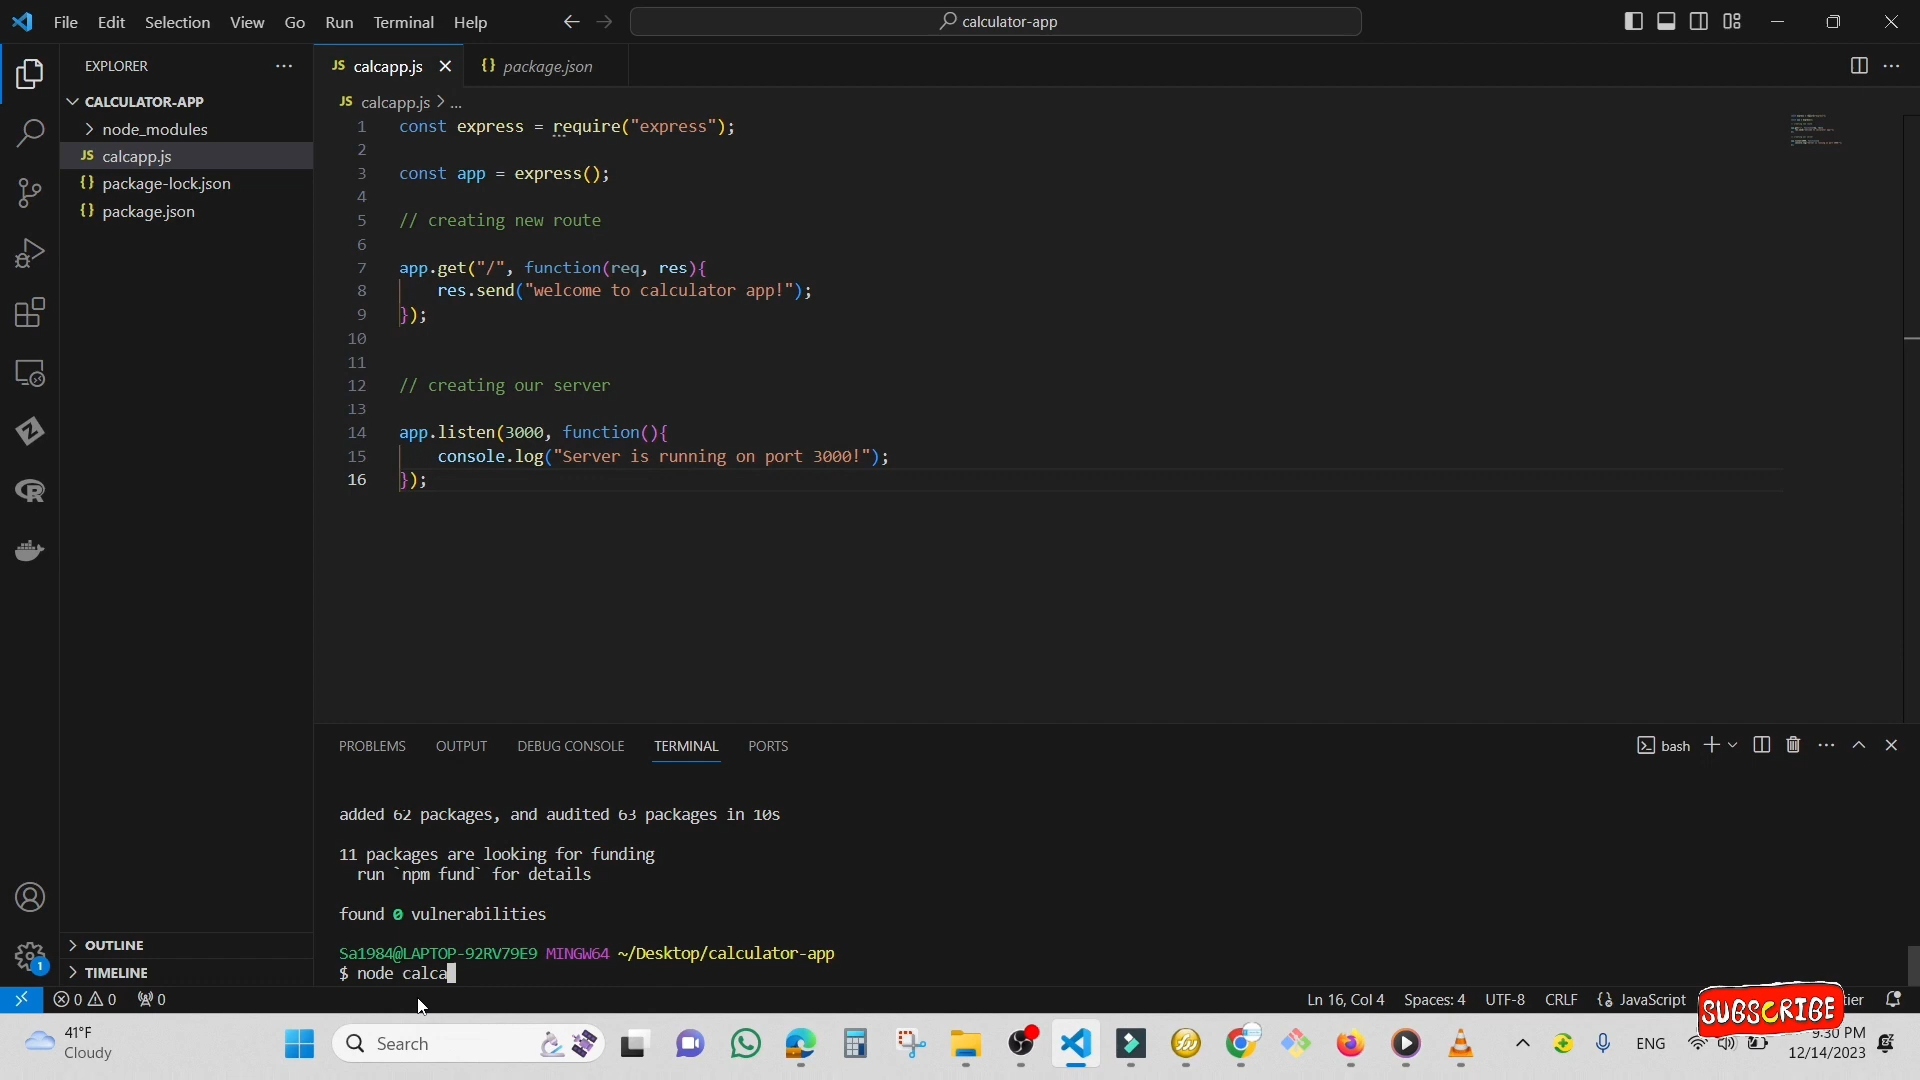 File Edit Selection View Go Run Terminal Help
calculator-app
EXPLORER
JS calcapp.js
{} package.json
CALCULATOR-APP
node_modules
JS calcapp.js
{} package-lock.json
{} package.json
JS calcapp.js > ...
1 const express = require("express");
2
3 const app = express();
4
5 // creating new route
6
7 app.get("/", function(req, res){
8 res.send("welcome to calculator app!");
9 });
10
11
12 // creating our server
13
14 app.listen(3000, function(){
15 console.log("Server is running on port 3000!");
16 });
PROBLEMS OUTPUT DEBUG CONSOLE TERMINAL PORTS
bash
added 62 packages, and audited 63 packages in 10s
11 packages are looking for funding
run `npm fund` for details
found 0 vulnerabilities
Sa1984@LAPTOP-92RV79E9 MINGW64 ~/Desktop/calculator-app
$ node calca
OUTLINE
TIMELINE
1
0 0 0
Ln 16, Col 4 Spaces: 4 UTF-8 CRLF {} JavaScript
SUBSCRIBE
41°F
Cloudy
Search
ENG
9:30 PM
12/14/2023